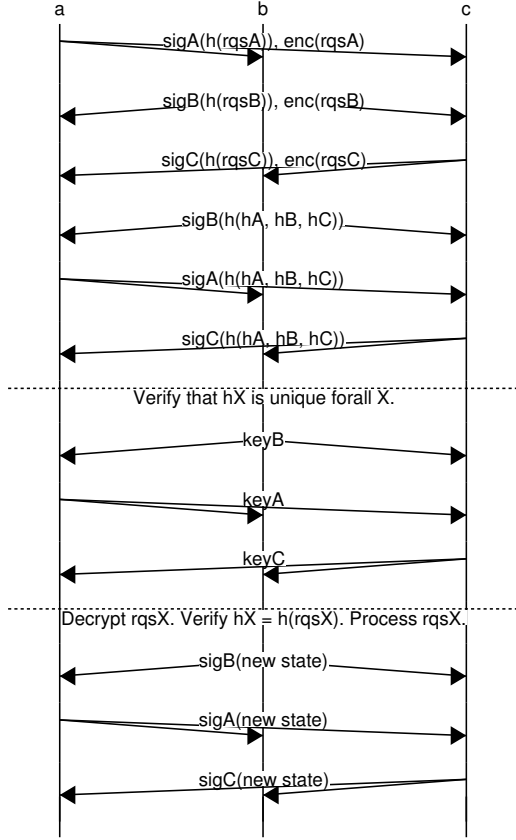 a b c
sigA(h(rqsA)), enc(rqsA)
sigB(h(rqsB)), enc(rqsB)
sigC(h(rqsC)), enc(rqsC)
sigB(h(hA, hB, hC))
sigA(h(hA, hB, hC))
sigC(h(hA, hB, hC))
Verify that hX is unique forall X.
keyB
keyA
keyC
Decrypt rqsX. Verify hX = h(rqsX). Process rqsX.
sigB(new state)
sigA(new state)
sigC(new state)